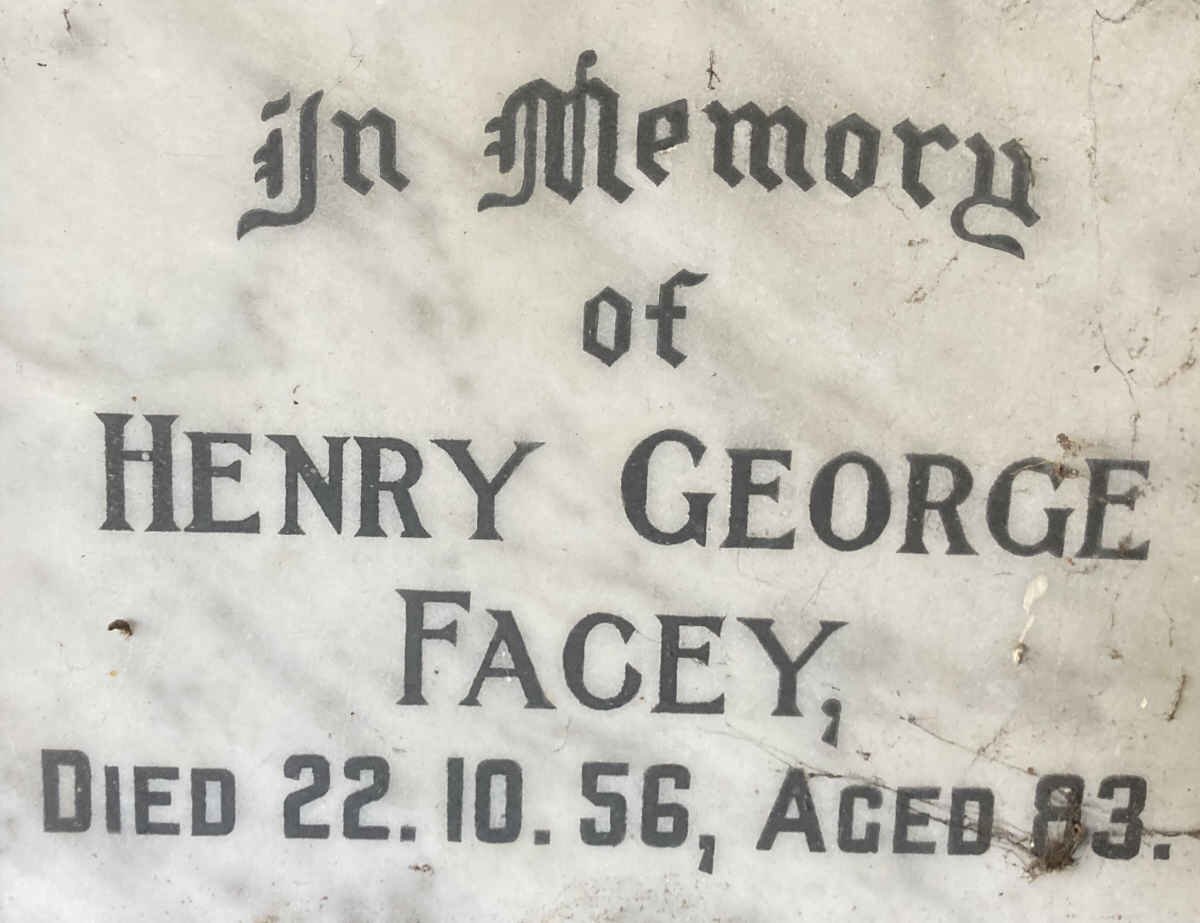 In Memory
of
HENRY GEORGE
FACEY,
DIED 22.10.56, AGED 83.